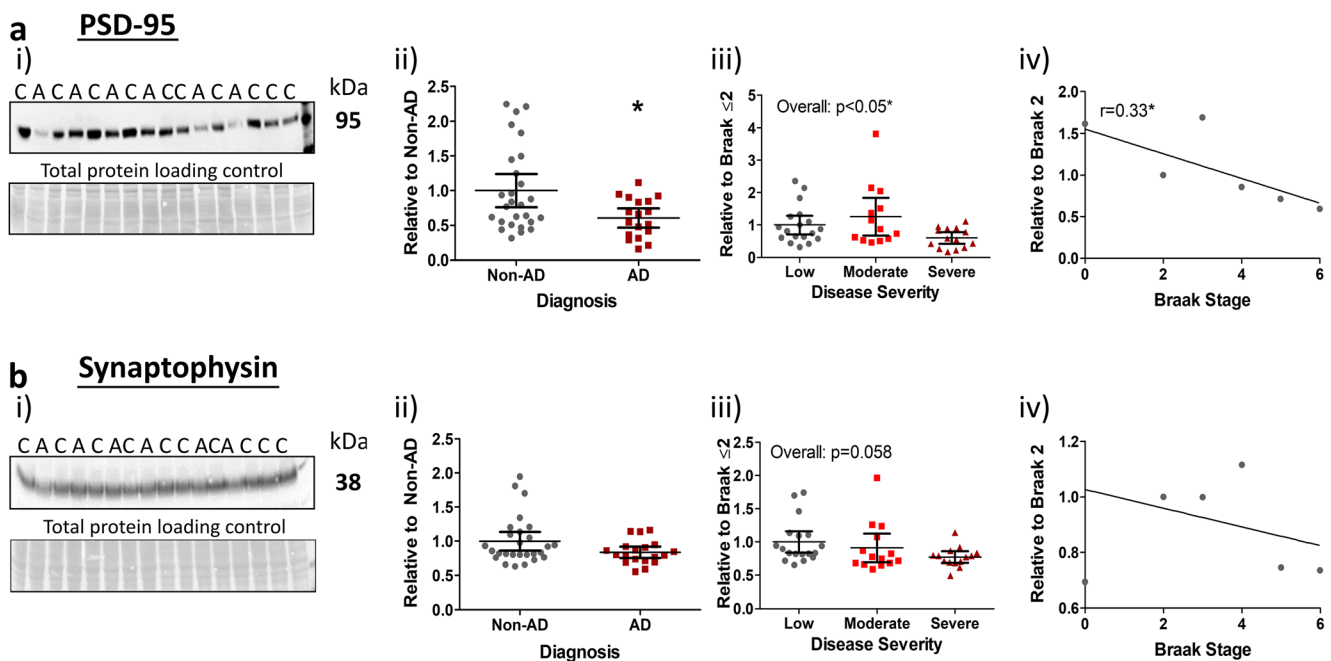 a PSD-95
i)
C A C A C A C A C C A C A C C C
kDa
95
Total protein loading control
ii)
Relative to Non-AD
2.5
2.0
1.5
1.0
0.5
0.0
*
Non-AD AD
Diagnosis
iii)
Relative to Braak ≤2
5
4
3
2
1
0
Overall: p<0.05*
Low Moderate Severe
Disease Severity
iv)
Relative to Braak 2
2.0
1.5
1.0
0.5
0.0
r=0.33*
0 2 4 6
Braak Stage
b Synaptophysin
i)
C A C A C AC A C C ACA C C C
kDa
38
Total protein loading control
ii)
Relative to Non-AD
2.5
2.0
1.5
1.0
0.5
0.0
Non-AD AD
Diagnosis
iii)
Relative to Braak ≤2
2.5
2.0
1.5
1.0
0.5
0.0
Overall: p=0.058
Low Moderate Severe
Disease Severity
iv)
Relative to Braak 2
1.2
1.0
0.8
0.6
0 2 4 6
Braak Stage